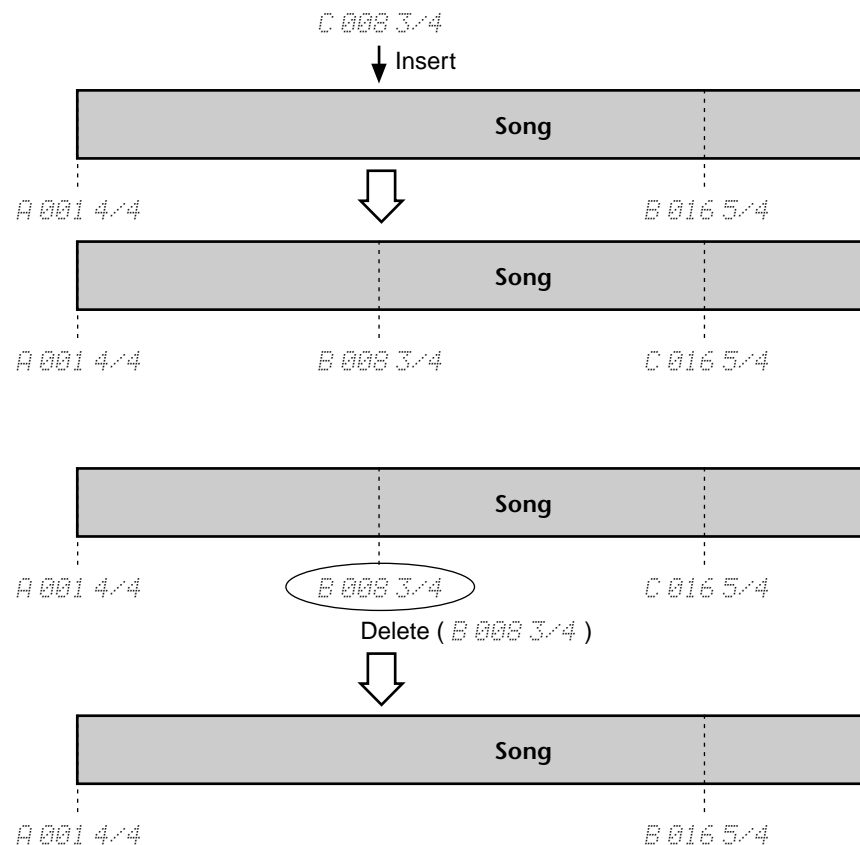 C 008 3/4
Insert
Song
A 001 4/4 B 016 5/4
Song
A 001 4/4 B 008 3/4 C 016 5/4
Song
A 001 4/4 B 008 3/4 C 016 5/4
Delete ( B 008 3/4 )
Song
A 001 4/4 B 016 5/4